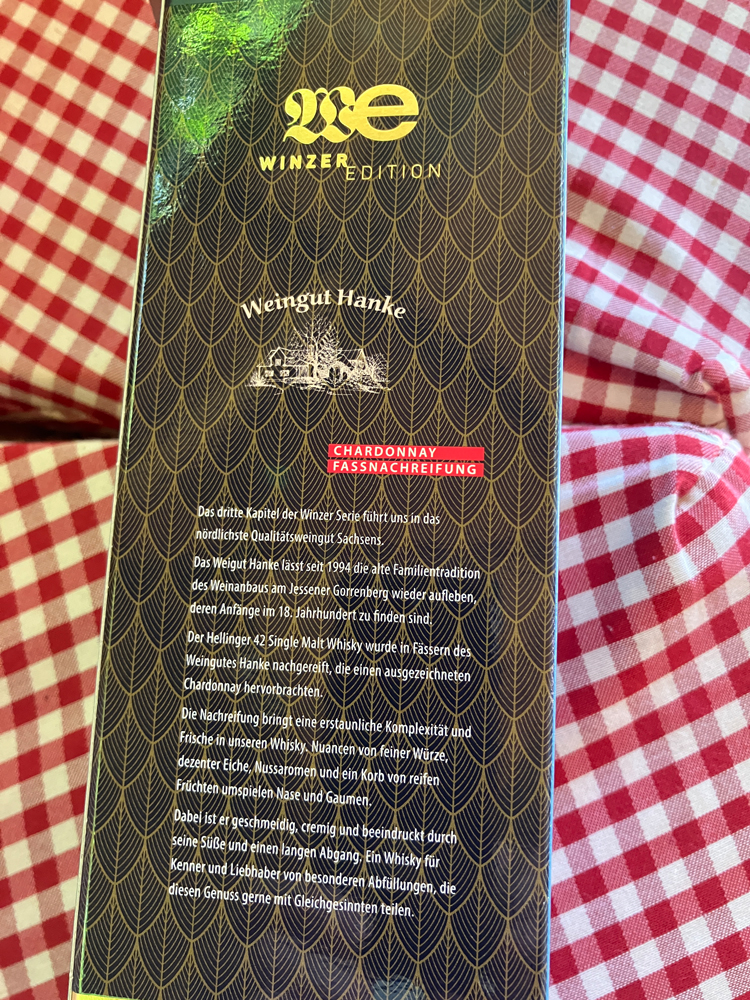 We
WINZER EDITION
Weingut Hanke
CHARDONNAY
FASSNACHREIFUNG
Das dritte Kapitel der Winzer Serie führt uns in das
nördlichste Qualitätsweingut Sachsens.
Das Weigut Hanke lässt seit 1994 die alte Familientradition
des Weinanbaus am Jessener Gorrenberg wieder aufleben,
deren Anfänge im 18. Jahrhundert zu finden sind.
Der Hellinger 42 Single Malt Whisky wurde in Fässern des
Weingutes Hanke nachgereift, die einen ausgezeichneten
Chardonnay hervorbrachten.
Die Nachreifung bringt eine erstaunliche Komplexität und
Frische in unseren Whisky. Nuancen von feiner Würze,
dezenter Eiche, Nussaromen und ein Korb von reifen
Früchten umspielen Nase und Gaumen.
Dabei ist er geschmeidig, cremig und beeindruckt durch
seine Süße und einen langen Abgang. Ein Whisky für
Kenner und Liebhaber von besonderen Abfüllungen, die
diesen Genuss gerne mit Gleichgesinnten teilen.